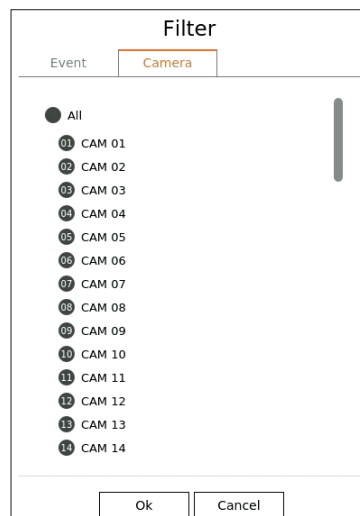 Filter
Event Camera
All
01 CAM 01
02 CAM 02
03 CAM 03
04 CAM 04
05 CAM 05
06 CAM 06
07 CAM 07
08 CAM 08
09 CAM 09
10 CAM 10
11 CAM 11
12 CAM 12
13 CAM 13
14 CAM 14
Ok Cancel